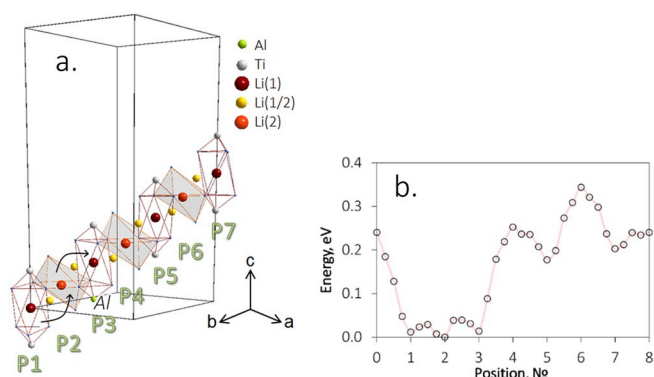 a.
Al
Ti
Li(1)
Li(1/2)
Li(2)
P7
P6
P5
P4
Al
P3
P2
P1
c
b
a
b.
Energy, eV
0.4
0.3
0.2
0.1
0.0
0 1 2 3 4 5 6 7 8
Position, №